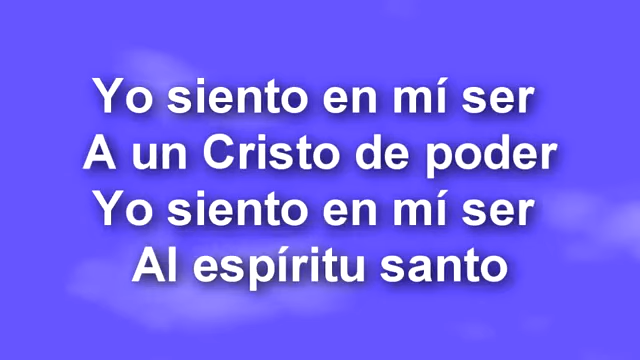 Yo siento en mí ser
A un Cristo de poder
Yo siento en mí ser
Al espíritu santo